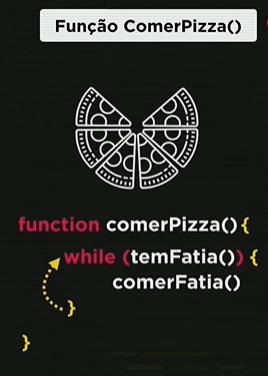 Função ComerPizza()
function comerPizza() {
while (temFatia()) {
comerFatia()
}
}